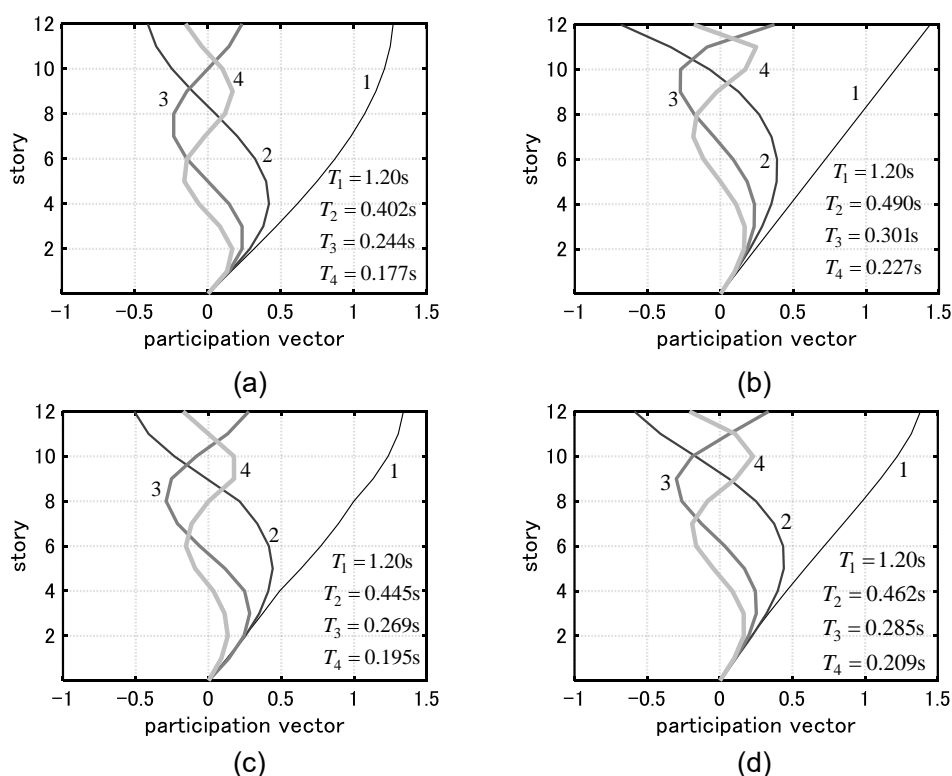 12
10
8
6
4
2
story
-1
-0.5
0
0.5
1
1.5
participation vector
1
2
3
4
T1 = 1.20s
T2 = 0.402s
T3 = 0.244s
T4 = 0.177s
(a)
12
10
8
6
4
2
story
-1
-0.5
0
0.5
1
1.5
participation vector
1
2
3
4
T1 = 1.20s
T2 = 0.490s
T3 = 0.301s
T4 = 0.227s
(b)
12
10
8
6
4
2
story
-1
-0.5
0
0.5
1
1.5
participation vector
1
2
3
4
T1 = 1.20s
T2 = 0.445s
T3 = 0.269s
T4 = 0.195s
(c)
12
10
8
6
4
2
story
-1
-0.5
0
0.5
1
1.5
participation vector
1
2
3
4
T1 = 1.20s
T2 = 0.462s
T3 = 0.285s
T4 = 0.209s
(d)